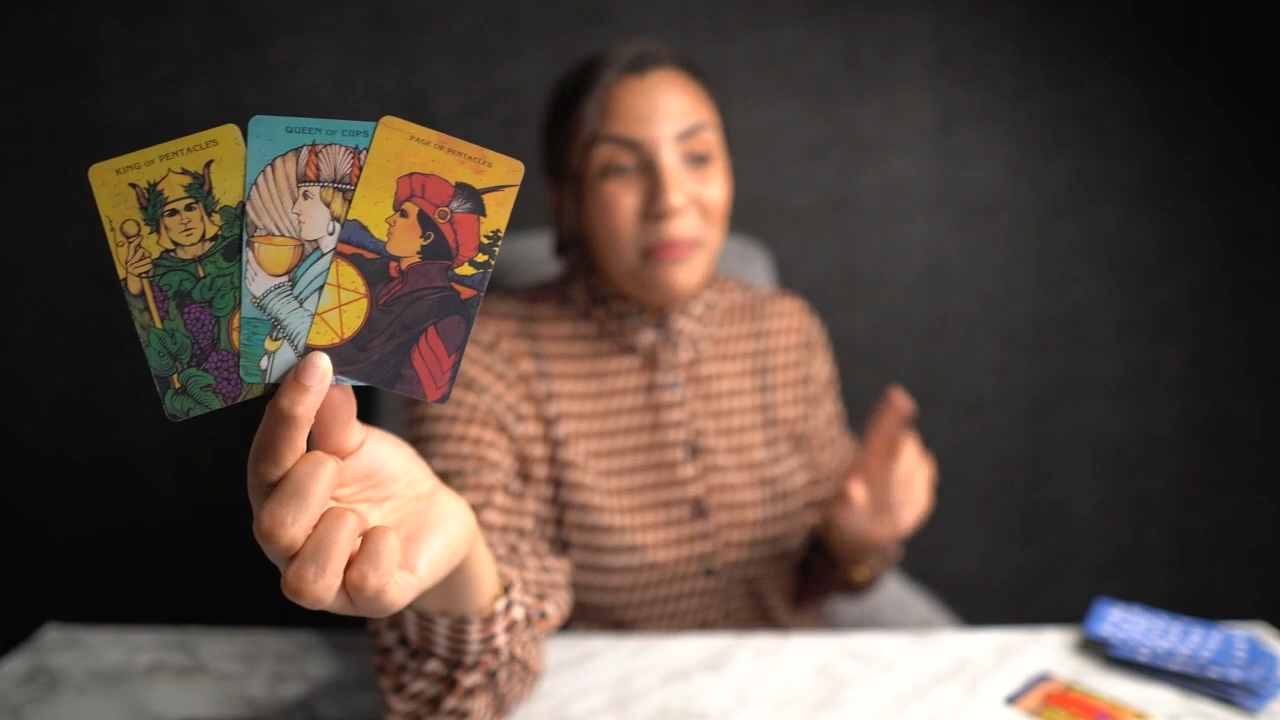 KING OF PENTACLES
QUEEN OF CUPS
PAGE OF PENTACLES